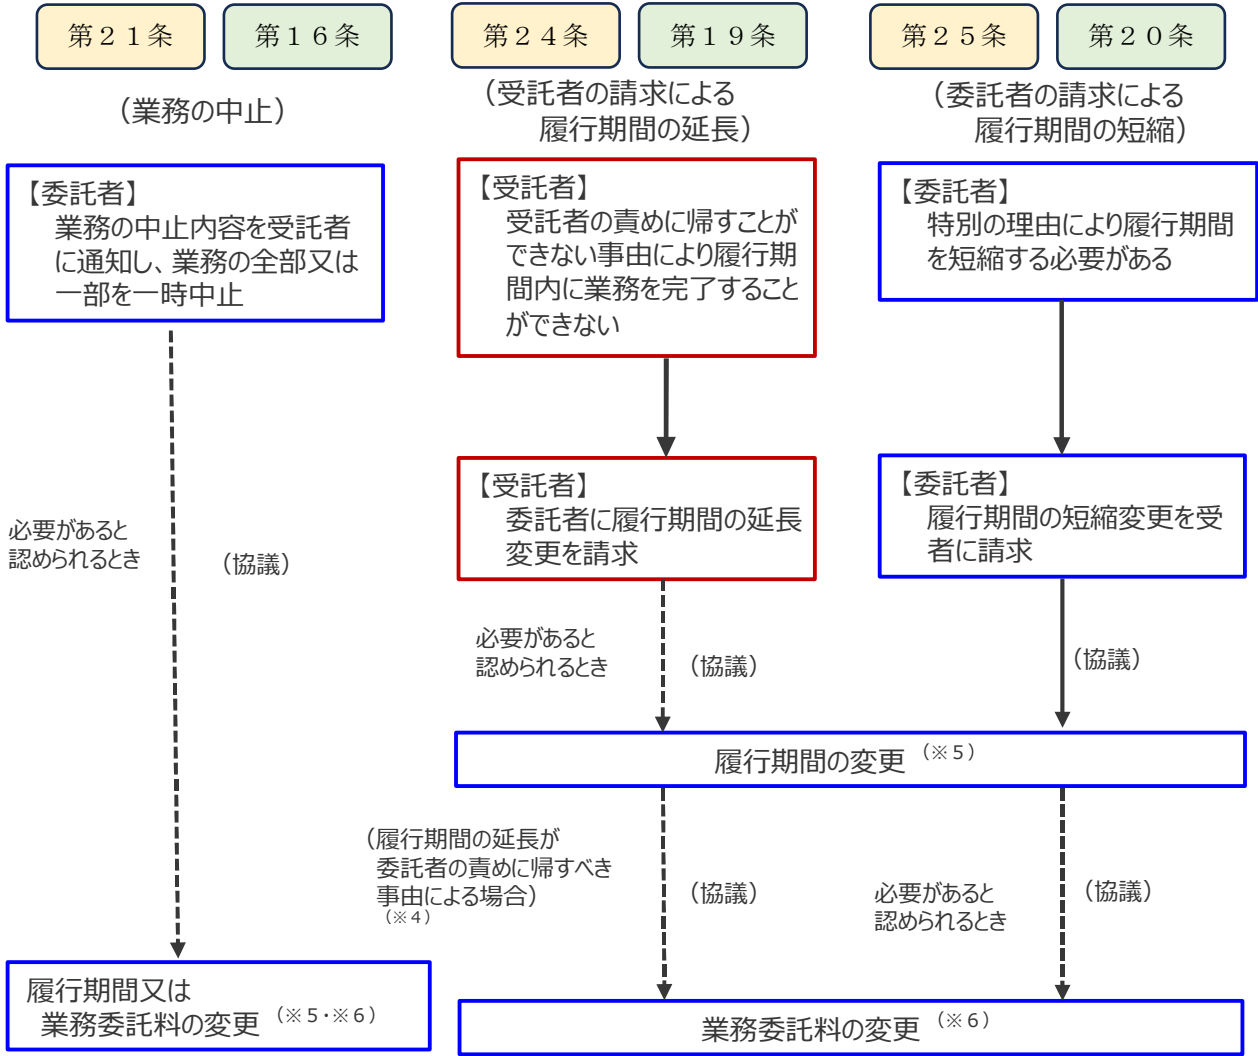 第２１条
第１６条
（業務の中止）
【委託者】
業務の中止内容を受託者
に通知し、業務の全部又は
一部を一時中止
必要があると
認められるとき
（協議）
履行期間又は
業務委託料の変更（※５・※６）
第２４条
第１９条
（受託者の請求による
履行期間の延長）
【受託者】
受託者の責めに帰すことが
できない事由により履行期
間内に業務を完了すること
ができない
【受託者】
委託者に履行期間の延長
変更を請求
必要があると
認められるとき
（協議）
第２５条
第２０条
（委託者の請求による
履行期間の短縮）
【委託者】
特別の理由により履行期間
を短縮する必要がある
【委託者】
履行期間の短縮変更を受
者に請求
（協議）
履行期間の変更（※５）
（履行期間の延長が
委託者の責めに帰すべき
事由による場合）
（※４）
（協議）
必要があると
認められるとき
（協議）
業務委託料の変更（※６）